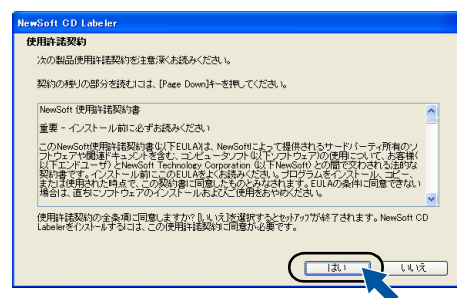 NewSoft CD Labeler
使用許諾契約
次の製品使用許諾契約を注意深くお読みください。
契約の残りの部分を読むには、[Page Down]キーを押してください。
NewSoft 使用許諾契約書
重要 - インストール前に必ずお読みください
このNewSoft使用許諾契約書(以下EULA)は、NewSoftによって提供されるサードパーティ所有のソ
フトウェアや関連ドキュメントを含む、コンピュータソフト(以下ソフトウェア)の使用について、お客様(
以下エンドユーザ)とNewSoft Technology Corporation (以下NewSoft)との間で交わされる法的な
契約書です。インストール前にこのEULAをよくお読みください。プログラムをインストール、コピー、
または使用された時点で、この契約書に同意したものとみなされます。EULAの条件に同意できない
場合は、直ちにソフトウェアのインストールおよびご使用をおやめください。
使用許諾契約の全条項に同意しますか? [いいえ]を選択するとセットアップが終了されます。NewSoft CD
Labelerをインストールするには、この使用許諾契約に同意が必要です。
はい
いいえ